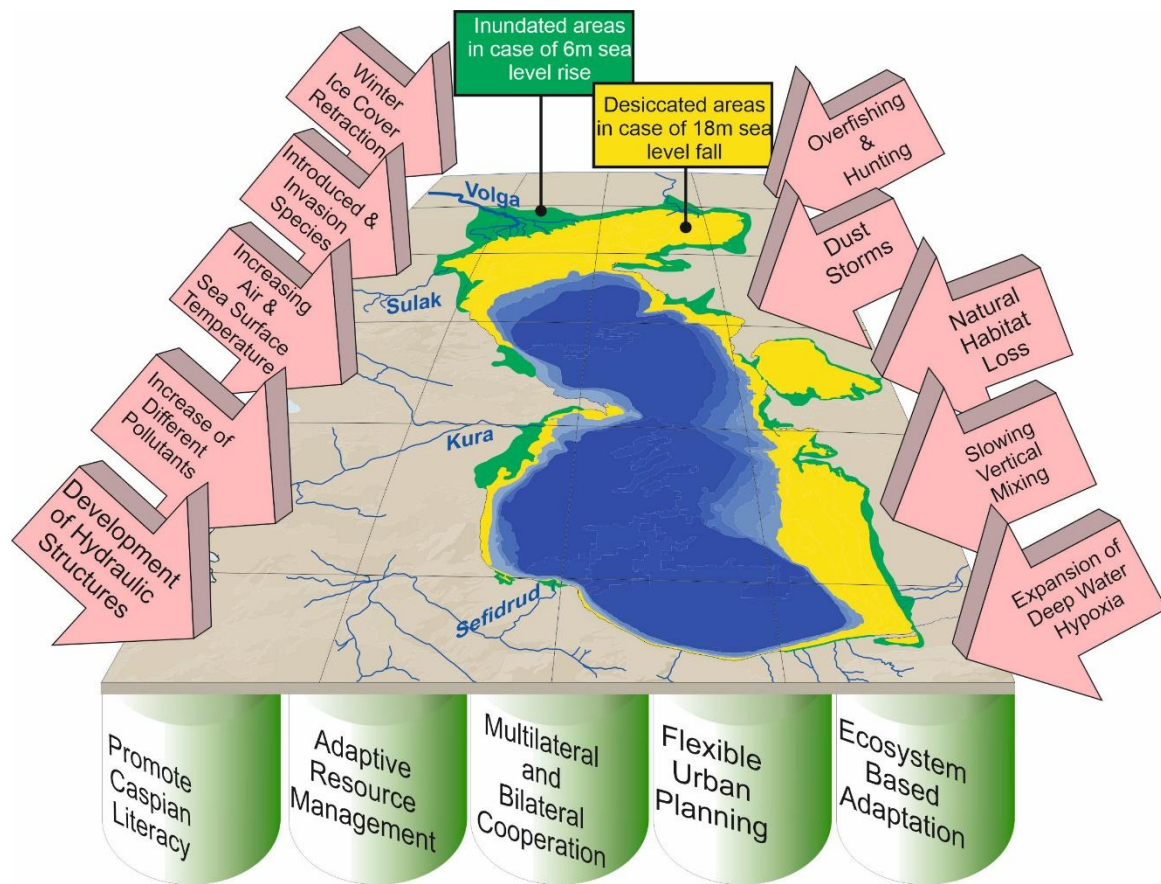 Inundated areas
in case of 6m sea
level rise
Desiccated areas
in case of 18m sea
level fall
Winter
Ice Cover
Retraction
Introduced &
Invasion
Species
Increasing
Air &
Sea Surface
Temperature
Increase of
Different
Pollutants
Development
of Hydraulic
Structures
Overfishing
&
Hunting
Dust
Storms
Natural
Habitat
Loss
Slowing
Vertical
Mixing
Expansion of
Deep Water
Hypoxia
Volga
Sulak
Kura
Sefidrud
Promote
Caspian
Literacy
Adaptive
Resource
Management
Multilateral
and
Bilateral
Cooperation
Flexible
Urban
Planning
Ecosystem
Based
Adaptation